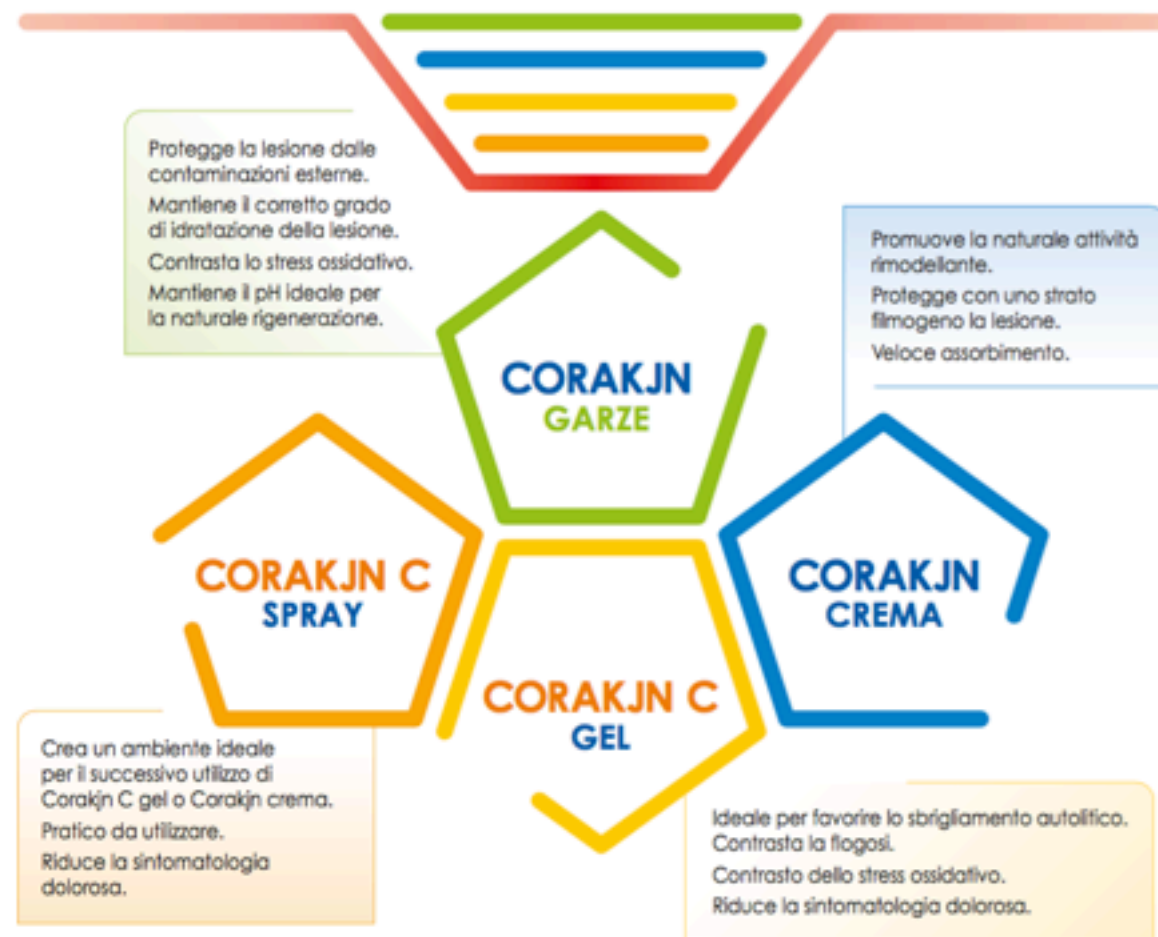 Protegge la lesione dalle
contaminazioni esterne.
Mantiene il corretto grado
di idratazione della lesione.
Contrasta lo stress ossidativo.
Mantiene il pH ideale per
la naturale rigenerazione.
Promuove la naturale attività
rimodellante.
Protegge con uno strato
filmogeno la lesione.
Veloce assorbimento.
CORAKJN
GARZE
CORAKJN C
SPRAY
CORAKJN
CREMA
CORAKJN C
GEL
Crea un ambiente ideale
per il successivo utilizzo di
Corakjn C gel o Corakjn crema.
Pratico da utilizzare.
Riduce la sintomatologia
dolorosa.
Ideale per favorire lo sbrigliamento autolitico.
Contrasta la flogosi.
Contrasto dello stress ossidativo.
Riduce la sintomatologia dolorosa.